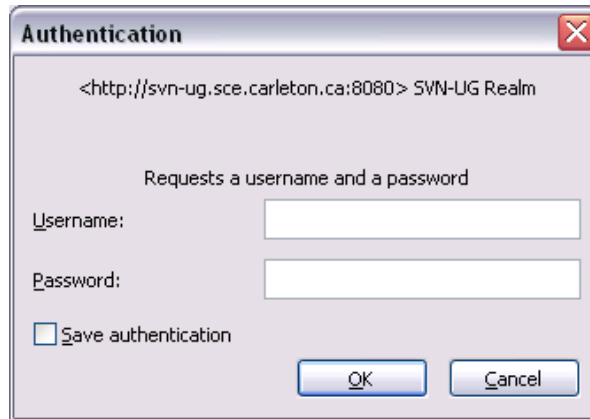 Authentication
<http://svn-ug.sce.carleton.ca:8080> SVN-UG Realm
Requests a username and a password
Username:
Password:
Save authentication
OK
Cancel